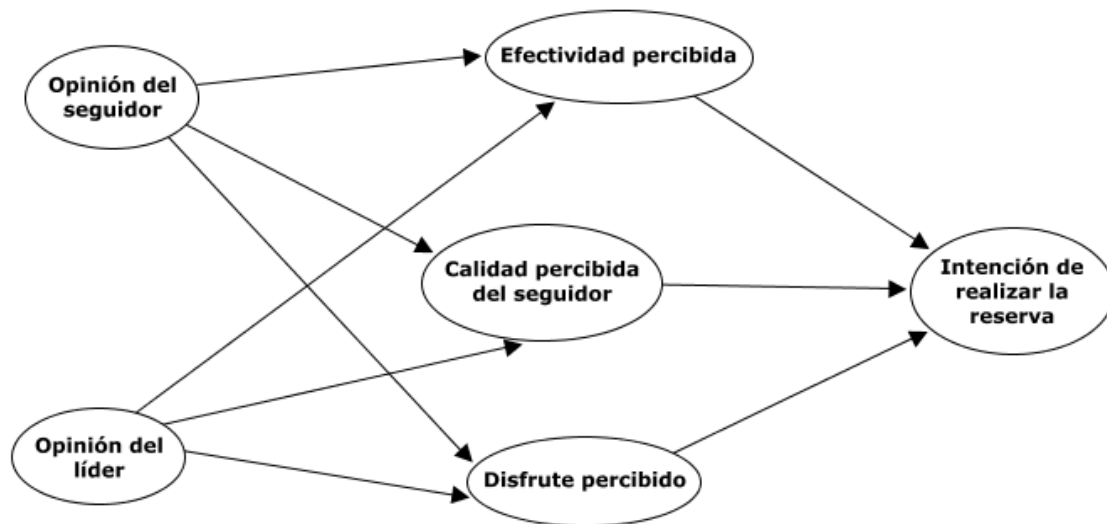 Efectividad percibida
Opinión del
seguidor
Calidad percibida
del seguidor
Intención de
realizar la
reserva
Opinión del
líder
Disfrute percibido